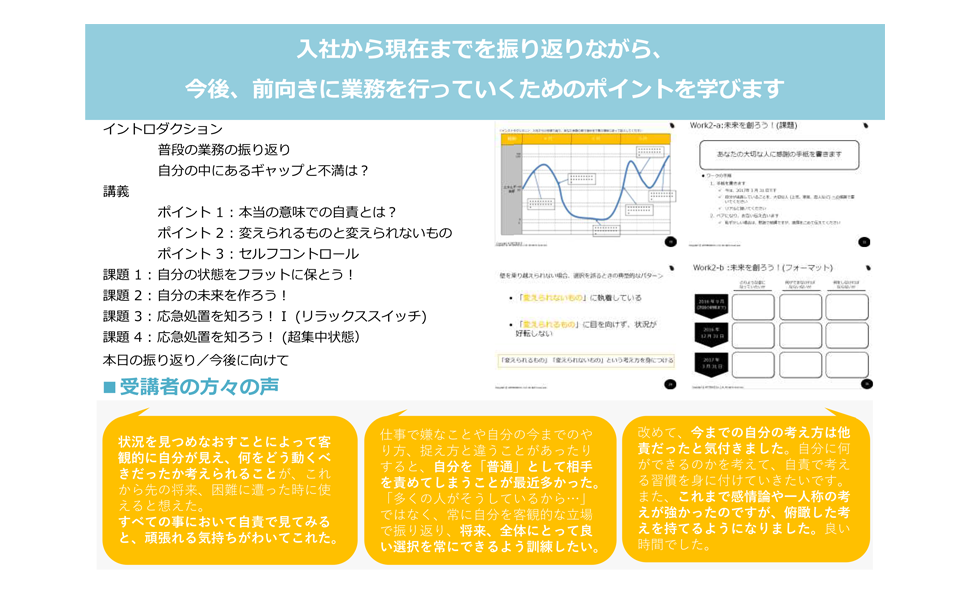 入社から現在までを振り返りながら、
今後、前向きに業務を行っていくためのポイントを学びます
イントロダクション
普段の業務の振り返り
自分の中にあるギャップと不満は？
講義
ポイント 1：本当の意味での自責とは？
ポイント 2：変えられるものと変えられないもの
ポイント 3：セルフコントロール
課題 1：自分の状態をフラットに保とう！
課題 2：自分の未来を作ろう！
課題 3：応急処置を知ろう！Ⅰ (リラックススイッチ)
課題 4：応急処置を知ろう！ (超集中状態）
本日の振り返り／今後に向けて
Work2-a:未来を創ろう！(課題)
あなたの大切な人に感謝の手紙を書きます
壁を乗り越えられない場合、選択を誤るときの典型的なパターン
「変えられないもの」に執着している
「変えられるもの」に目を向けず、状況が
好転しない
「変えられるもの」「変えられないもの」という考え方を身につける
Work2-b :未来を創ろう！(フォーマット)
■受講者の方々の声
状況を見つめなおすことによって客
観的に自分が見え、何をどう動くべ
きだったか考えられることが、これ
から先の将来、困難に遭った時に使
えると想えた。
すべての事において自責で見てみる
と、頑張れる気持ちがわいてこれた。
仕事で嫌なことや自分の今までのや
り方、捉え方と違うことがあったり
すると、自分を「普通」として相手
を責めてしまうことが最近多かった。
「多くの人がそうしているから…」
ではなく、常に自分を客観的な立場
で振り返り、将来、全体にとって良
い選択を常にできるよう訓練したい。
改めて、今までの自分の考え方は他
責だったと気付きました。自分に何
ができるのかを考えて、自責で考え
る習慣を身に付けていきたいです。
また、これまで感情論や一人称の考
えが強かったのですが、俯瞰した考
えを持てるようになりました。良い
時間でした。